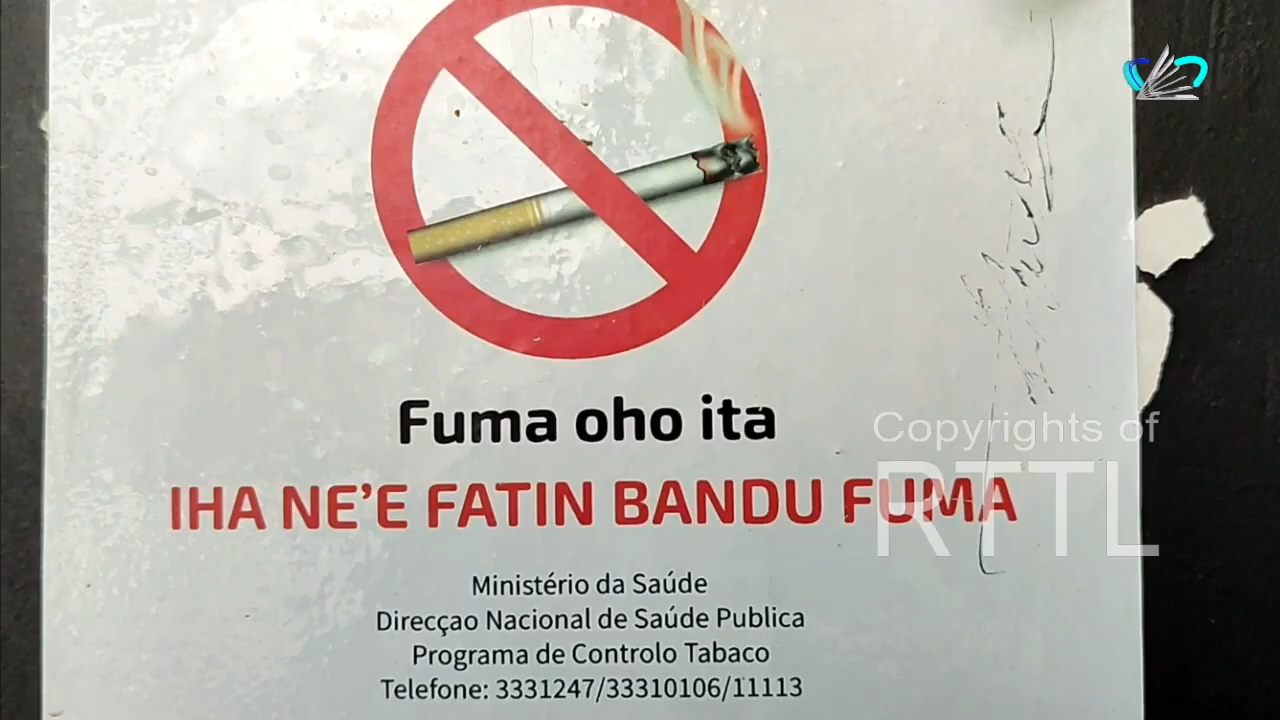 Fuma oho ita
IHA NE'E FATIN BANDU FUMA
Ministério da Saúde
Direcçao Nacional de Saúde Publica
Programa de Controlo Tabaco
Telefone: 3331247/33310106/11113
Copyrights of
RTTL